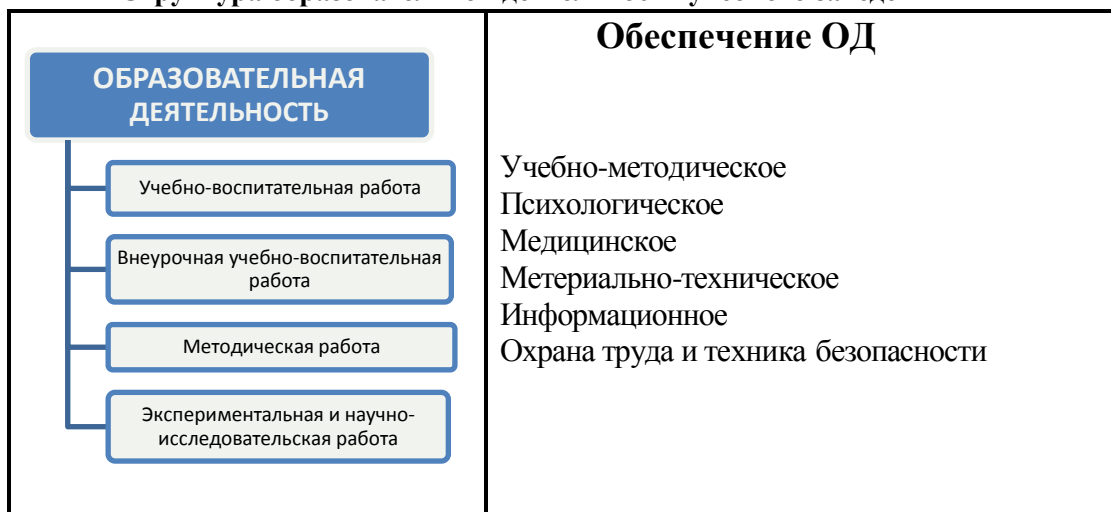 ОБРАЗОВАТЕЛЬНАЯ
ДЕЯТЕЛЬНОСТЬ
Учебно-воспитательная работа
Внеурочная учебно-воспитательная
работа
Методическая работа
Экспериментальная и научно-
исследовательская работа
Обеспечение ОД
Учебно-методическое
Психологическое
Медицинское
Метериально-техническое
Информационное
Охрана труда и техника безопасности